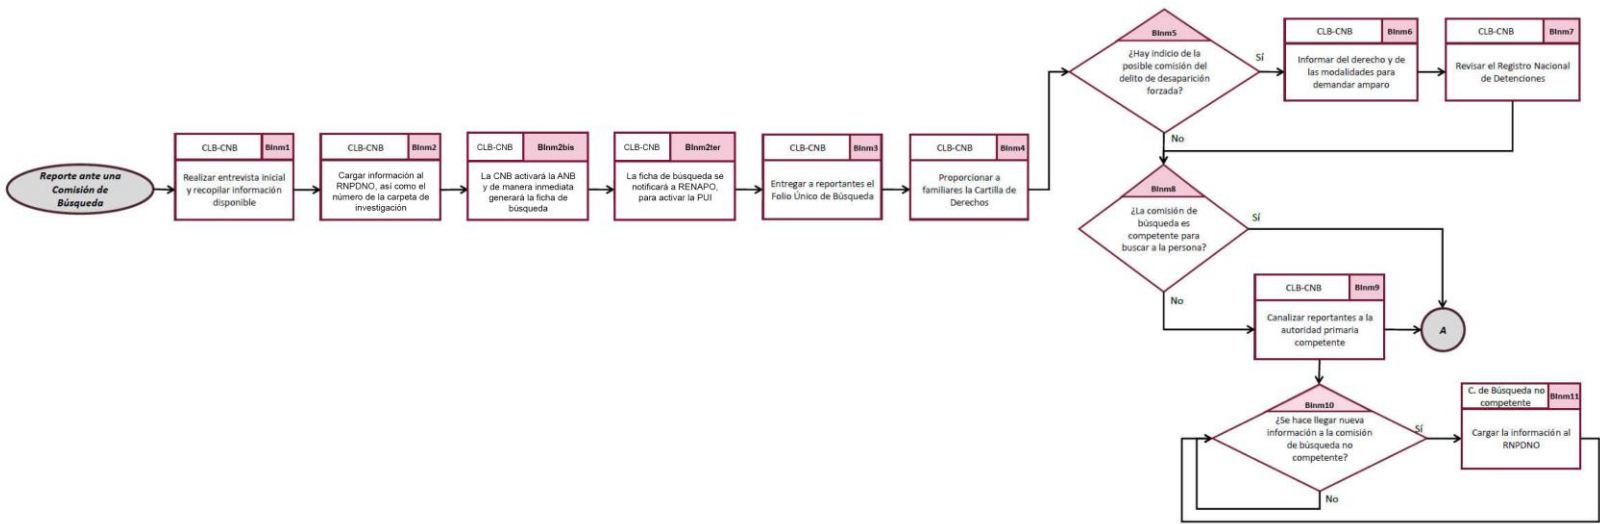 Reporte ante una
Comisión de
Búsqueda
CLB-CNB
BInm1
Realizar entrevista inicial
y recopilar información
disponible
CLB-CNB
BInm2
Cargar información al
RNPDNO, así como el
número de la carpeta de
investigación
CLB-CNB
BInm2bis
La CNB activará la ANB
y de manera inmediata
generará la ficha de
búsqueda
CLB-CNB
BInm2ter
La ficha de búsqueda se
notificará a RENAPO,
para activar la PUI
CLB-CNB
BInm3
Entregar a reportantes el
Folio Único de Búsqueda
CLB-CNB
BInm4
Proporcionar a
familiares la Cartilla de
Derechos
BInm5
¿Hay indicio de la
posible comisión del
delito de desaparición
forzada?
Sí
No
CLB-CNB
BInm6
Informar del derecho y de
las modalidades para
demandar amparo
CLB-CNB
BInm7
Revisar el Registro Nacional
de Detenciones
BInm8
¿La comisión de
búsqueda es
competente para
buscar a la persona?
Sí
No
CLB-CNB
BInm9
Canalizar reportantes a la
autoridad primaria
competente
A
BInm10
¿Se hace llegar nueva
información a la comisión
de búsqueda no
competente?
Sí
No
C. de Búsqueda no
competente
BInm11
Cargar la información al
RNPDNO